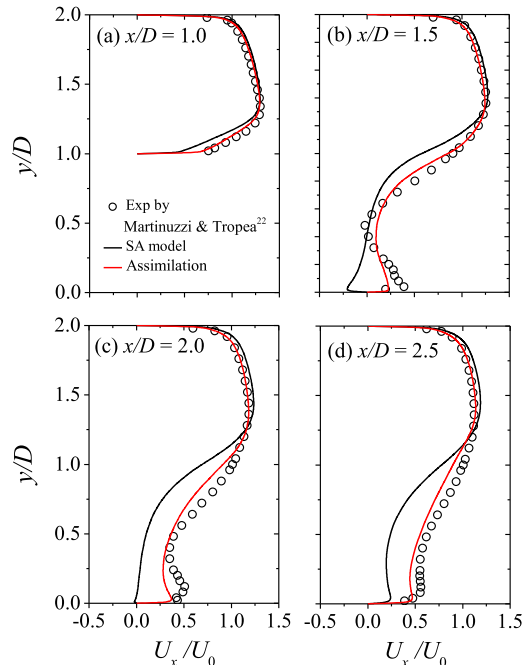 (a) x/D = 1.0
(b) x/D = 1.5
2.0
1.5
1.0
0.5
0.0
y/D
Exp by
Martinuzzi & Tropea²²
SA model
Assimilation
(c) x/D = 2.0
(d) x/D = 2.5
2.0
1.5
1.0
0.5
0.0
y/D
-0.5 0.0 0.5 1.0 1.5
-0.5 0.0 0.5 1.0 1.5
Uₓ/U₀
Uₓ/U₀